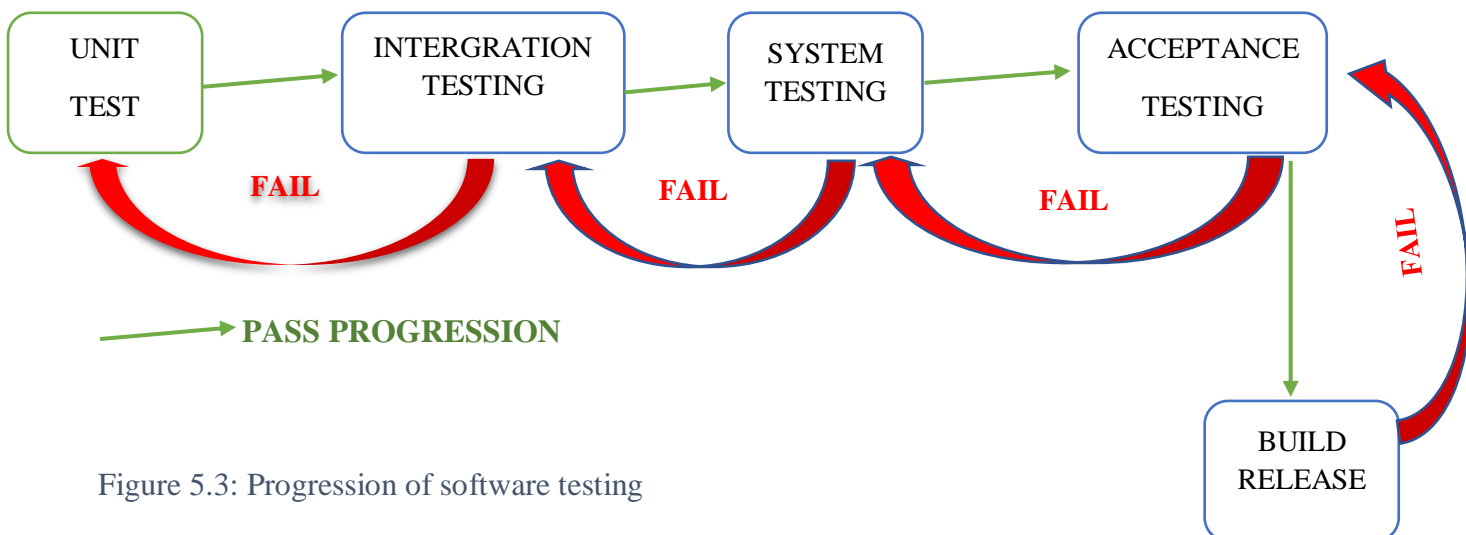 UNIT
TEST
INTERGRATION
TESTING
SYSTEM
TESTING
ACCEPTANCE
TESTING
FAIL
FAIL
FAIL
FAIL
PASS PROGRESSION
BUILD
RELEASE
Figure 5.3: Progression of software testing